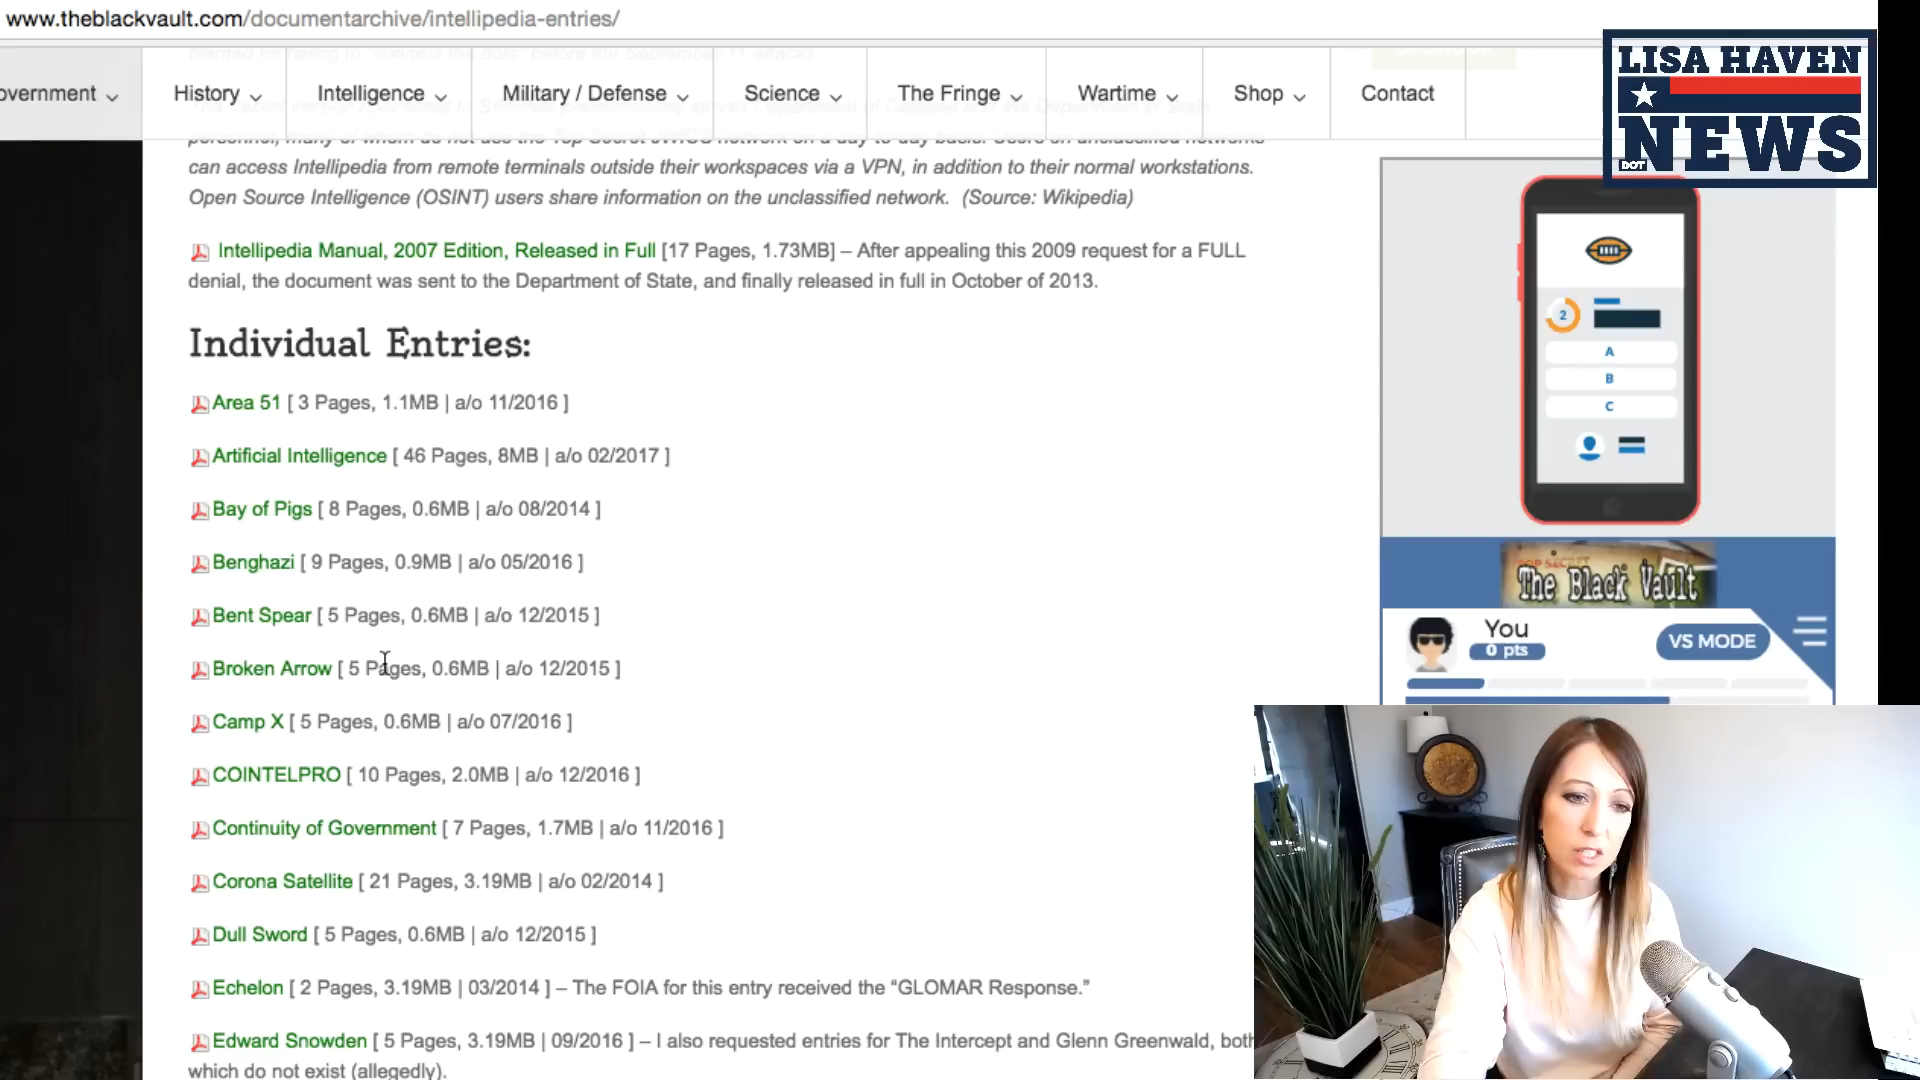 www.theblackvault.com/documentarchive/intellipedia-entries/
overnment
History
Intelligence
Military / Defense
Science
The Fringe
Wartime
Shop
Contact
LISA HAVEN
DOT NEWS
can access Intellipedia from remote terminals outside their workspaces via a VPN, in addition to their normal workstations.
Open Source Intelligence (OSINT) users share information on the unclassified network. (Source: Wikipedia)
Intellipedia Manual, 2007 Edition, Released in Full [17 Pages, 1.73MB] – After appealing this 2009 request for a FULL
denial, the document was sent to the Department of State, and finally released in full in October of 2013.
Individual Entries:
Area 51 [ 3 Pages, 1.1MB | a/o 11/2016 ]
Artificial Intelligence [ 46 Pages, 8MB | a/o 02/2017 ]
Bay of Pigs [ 8 Pages, 0.6MB | a/o 08/2014 ]
Benghazi [ 9 Pages, 0.9MB | a/o 05/2016 ]
Bent Spear [ 5 Pages, 0.6MB | a/o 12/2015 ]
Broken Arrow [ 5 Pages, 0.6MB | a/o 12/2015 ]
Camp X [ 5 Pages, 0.6MB | a/o 07/2016 ]
COINTELPRO [ 10 Pages, 2.0MB | a/o 12/2016 ]
Continuity of Government [ 7 Pages, 1.7MB | a/o 11/2016 ]
Corona Satellite [ 21 Pages, 3.19MB | a/o 02/2014 ]
Dull Sword [ 5 Pages, 0.6MB | a/o 12/2015 ]
Echelon [ 2 Pages, 3.19MB | 03/2014 ] – The FOIA for this entry received the “GLOMAR Response.”
Edward Snowden [ 5 Pages, 3.19MB | 09/2016 ] – I also requested entries for The Intercept and Glenn Greenwald, both
which do not exist (allegedly).
2
A
B
C
The Black Vault
You
0 pts
VS MODE